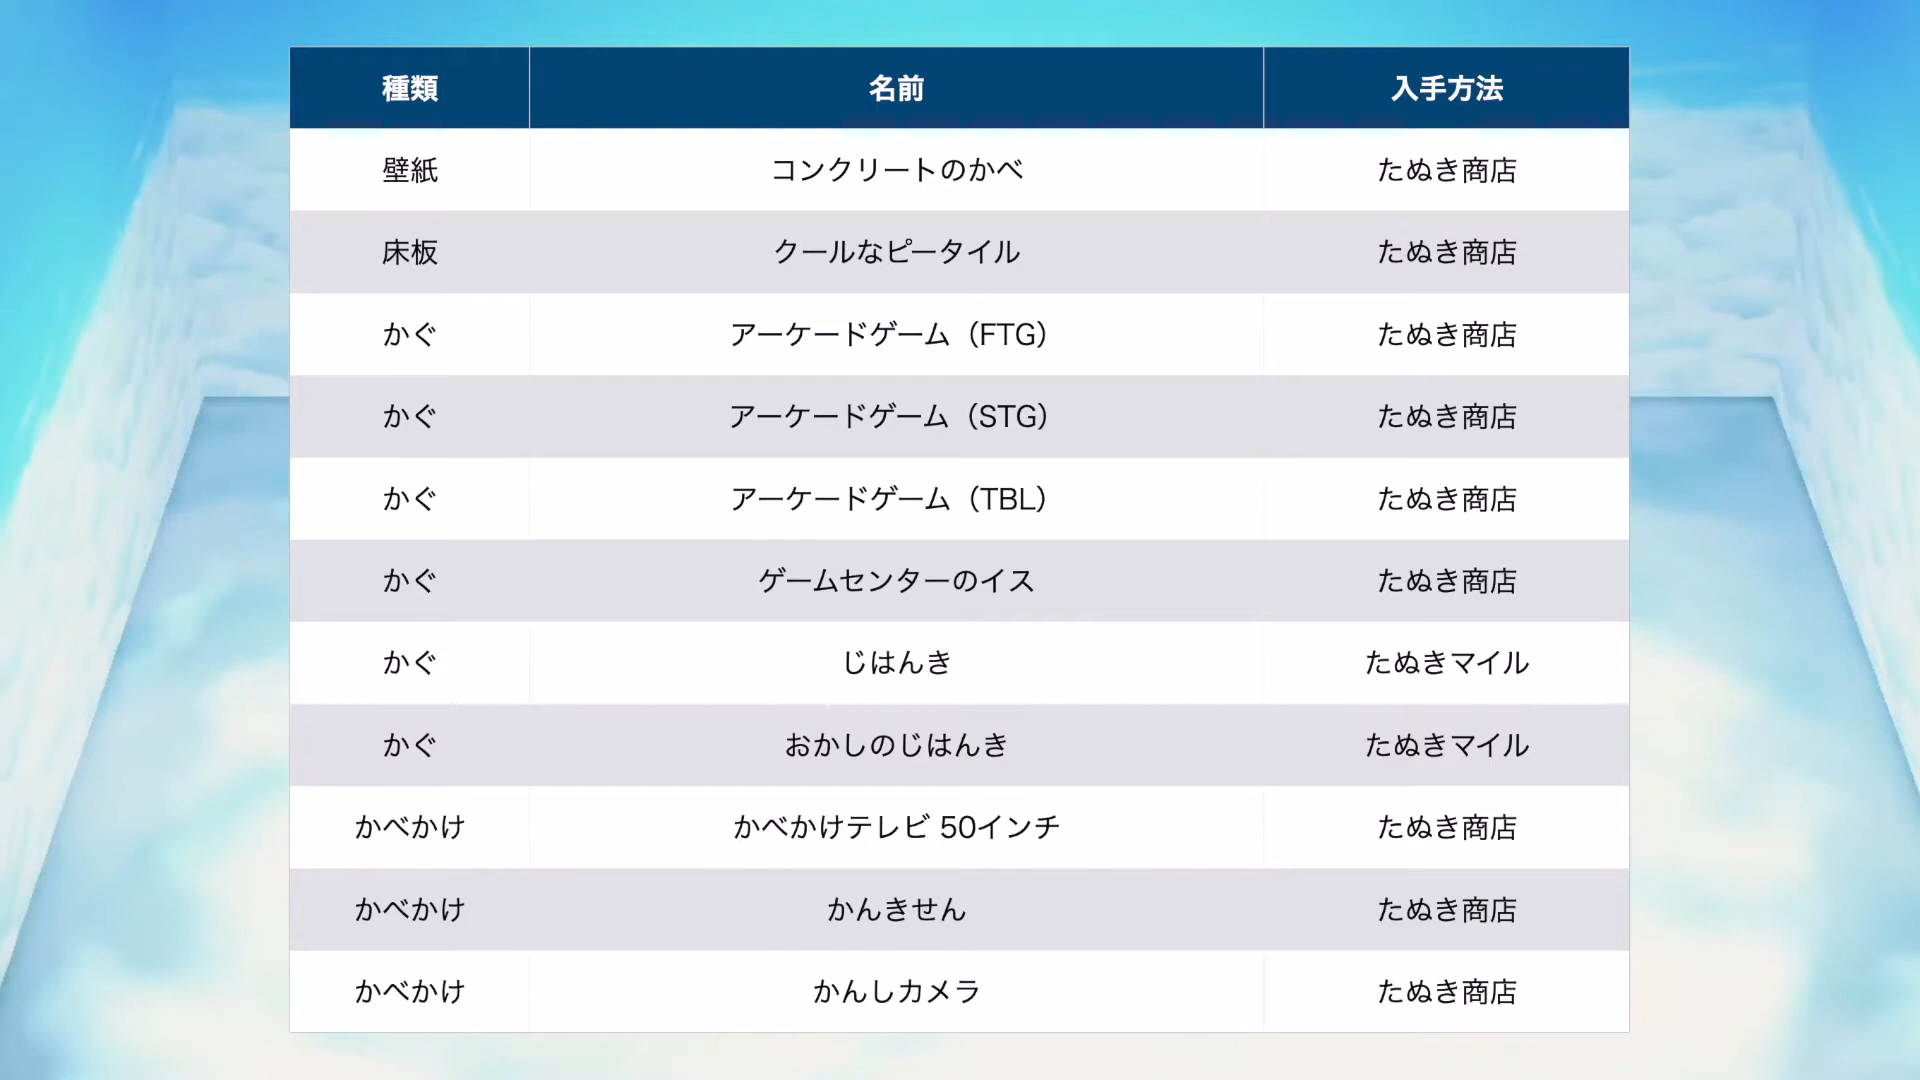 種類 名前 入手方法
壁紙 コンクリートのかべ たぬき商店
床板 クールなピータイル たぬき商店
かぐ アーケードゲーム（FTG） たぬき商店
かぐ アーケードゲーム（STG） たぬき商店
かぐ アーケードゲーム（TBL） たぬき商店
かぐ ゲームセンターのイス たぬき商店
かぐ じはんき たぬきマイル
かぐ おかしのじはんき たぬきマイル
かべかけ かべかけテレビ 50インチ たぬき商店
かべかけ かんきせん たぬき商店
かべかけ かんしカメラ たぬき商店